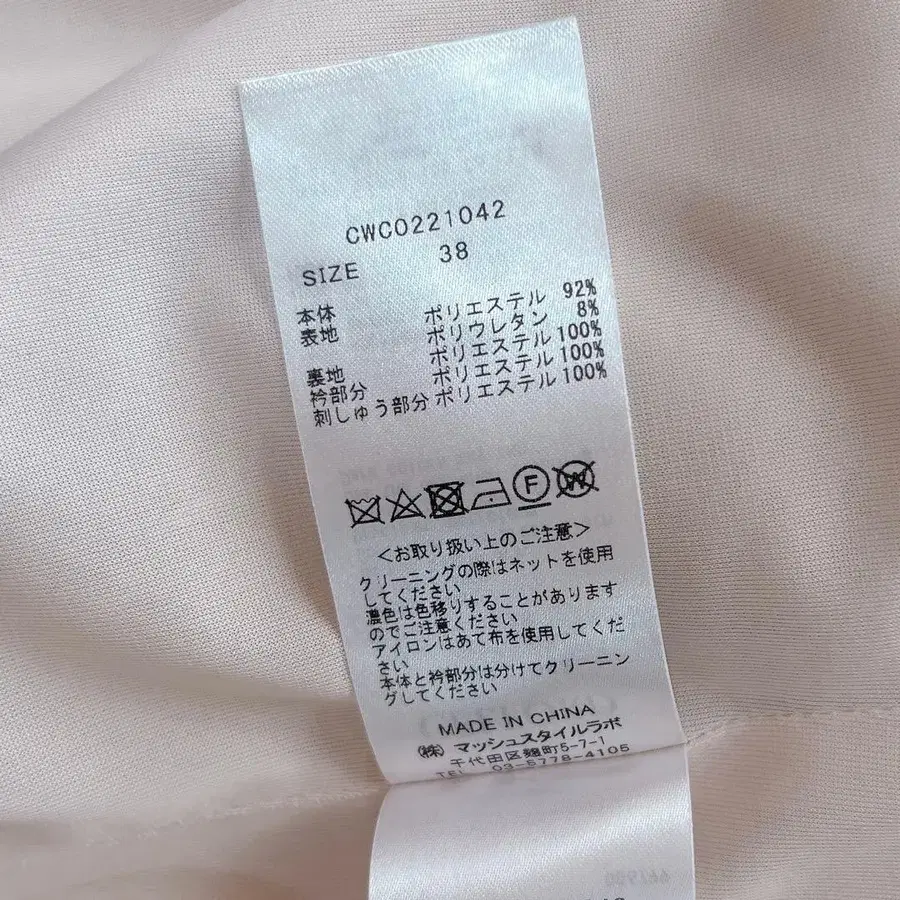 CWCO221042
SIZE 38
本体
表地 ポリエステル 92%
ポリウレタン 8%
ポリエステル 100%
裏地 ポリエステル 100%
衿部分 ポリエステル 100%
刺しゅう部分
F
W
<お取り扱い上のご注意>
クリーニングの際はネットを使用
してください
濃色は色移りすることがあります
のでご注意ください
アイロンはあて布を使用してくだ
さい
本体と衿部分は分けてクリーニン
グしてください
MADE IN CHINA
(株) マッシュスタイルラボ
千代田区麹町5-7-1
TEL 03-5778-4105